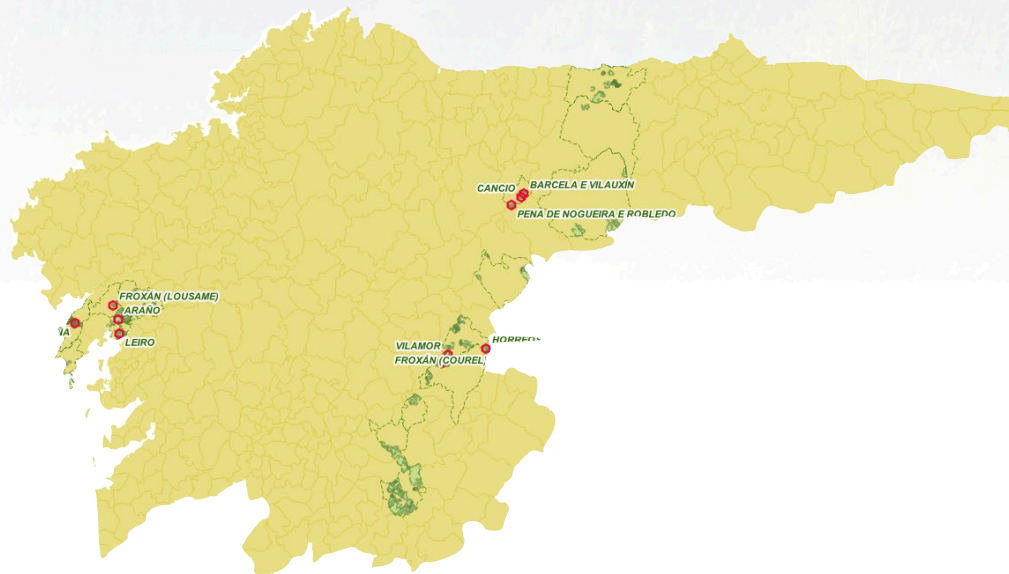 CANCIO
BARCELA E VILAUXÍN
PENA DE NOGUEIRA E ROBLEDO
FROXÁN (LOUSAME)
ARAÑO
LEIRO
VILAMOR
FROXÁN (COUREL